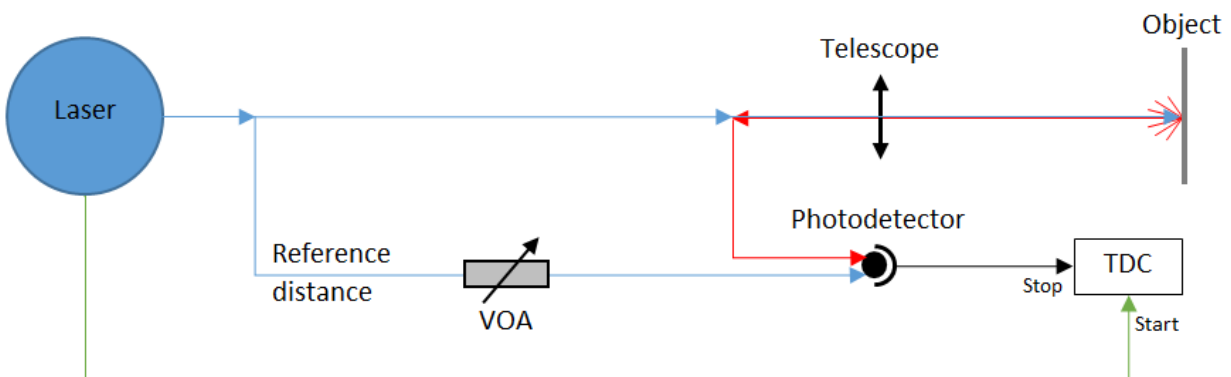 Object
Telescope
Laser
Photodetector
Reference
distance
TDC
Stop
VOA
Start